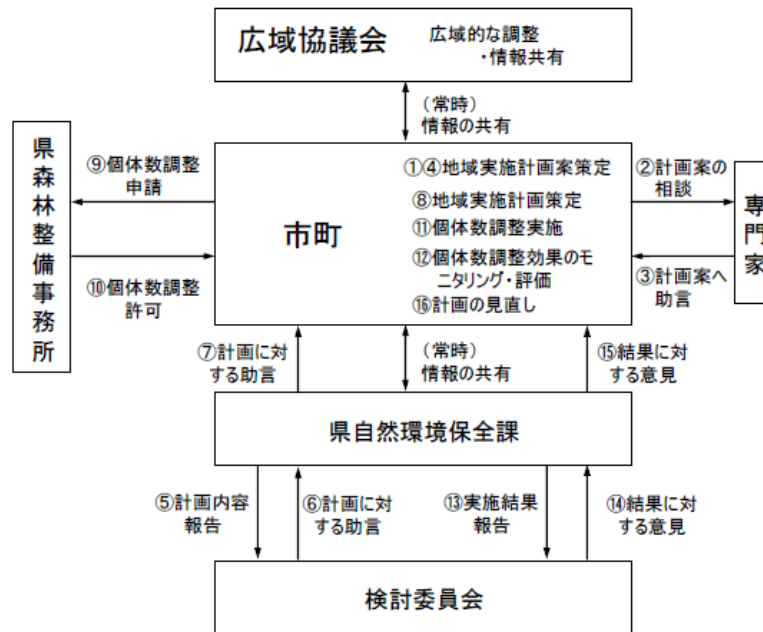 広域協議会
広域的な調整
・情報共有
(常時)
情報の共有
県森林整備事務所
⑨個体数調整
申請
⑩個体数調整
許可
市町
①④地域実施計画案策定
⑧地域実施計画策定
⑪個体数調整実施
⑫個体数調整効果のモ
ニタリング・評価
⑯計画の見直し
②計画案の
相談
③計画案へ
助言
専門家
⑦計画に対
する助言
(常時)
情報の共有
⑮結果に対
する意見
県自然環境保全課
⑤計画内容
報告
⑥計画に対
する助言
⑬実施結果
報告
⑭結果に対
する意見
検討委員会